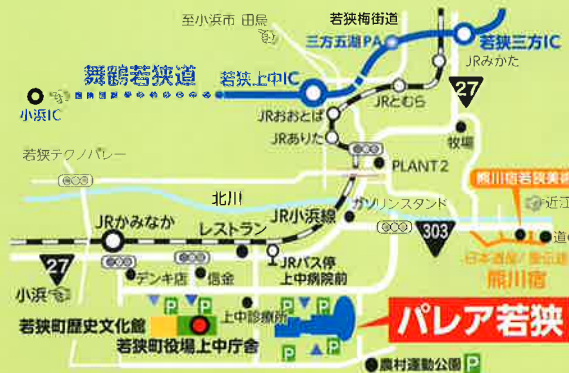 至小浜市 田烏
若狭梅街道
三方五湖PA
若狭三方IC
JRみかた
舞鶴若狭道
若狭上中IC
27
小浜IC
JRとむら
JRおおとば
JRありた
牧場
若狭テクノバレー
PLANT2
熊川宿若狭美術
北川
ガソリンスタンド
近江
JR小浜線
JRかみなか
レストラン
303
道の
JRバス停
上中病院前
日本遺産/重伝建
熊川宿
27
小浜
デンキ店
信金
P
P
P
上中診療所
若狭町歴史文化館
若狭町役場上中庁舎
パレア若狭
P
P
農村運動公園 P